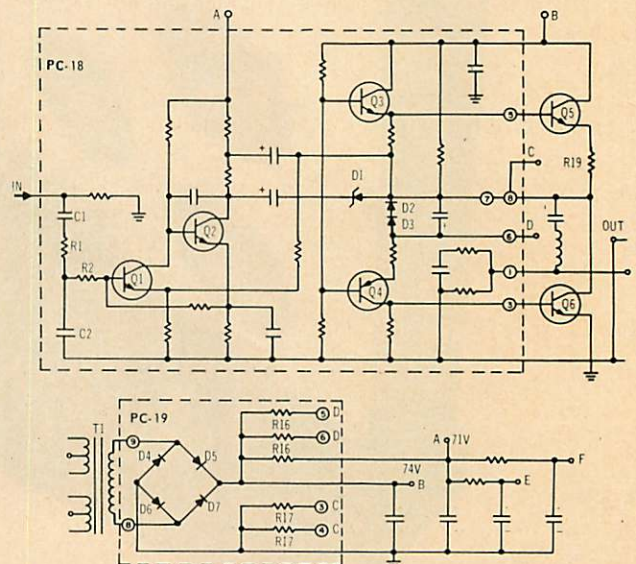 A
B
PC-18
Q3
Q5
5
C
R19
IN
C1
D1
7
8
D2
D3
Q2
6
D
OUT
R1
R2
Q1
1
Q4
3
Q6
C2
PC-19
T1
9
D4
D5
R16
5
D
R16
6
D
A
71V
F
74V
B
E
D6
D7
R17
3
C
R17
4
C
8